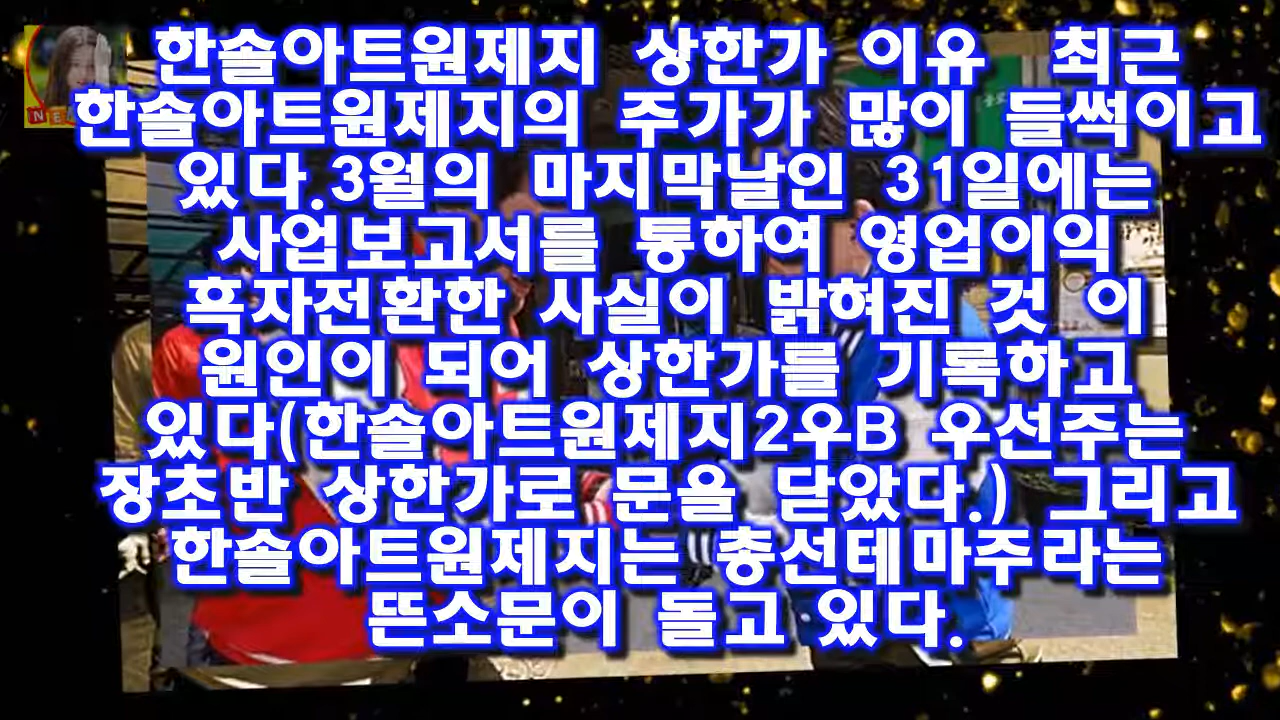 한솔아트원제지 상한가 이유 최근
한솔아트원제지의 주가가 많이 들썩이고
있다.3월의 마지막날인 31일에는
사업보고서를 통하여 영업이익
흑자전환한 사실이 밝혀진 것 이
원인이 되어 상한가를 기록하고
있다(한솔아트원제지2우B 우선주는
장초반 상한가로 문을 닫았다.) 그리고
한솔아트원제지는 총선테마주라는
뜬소문이 돌고 있다.